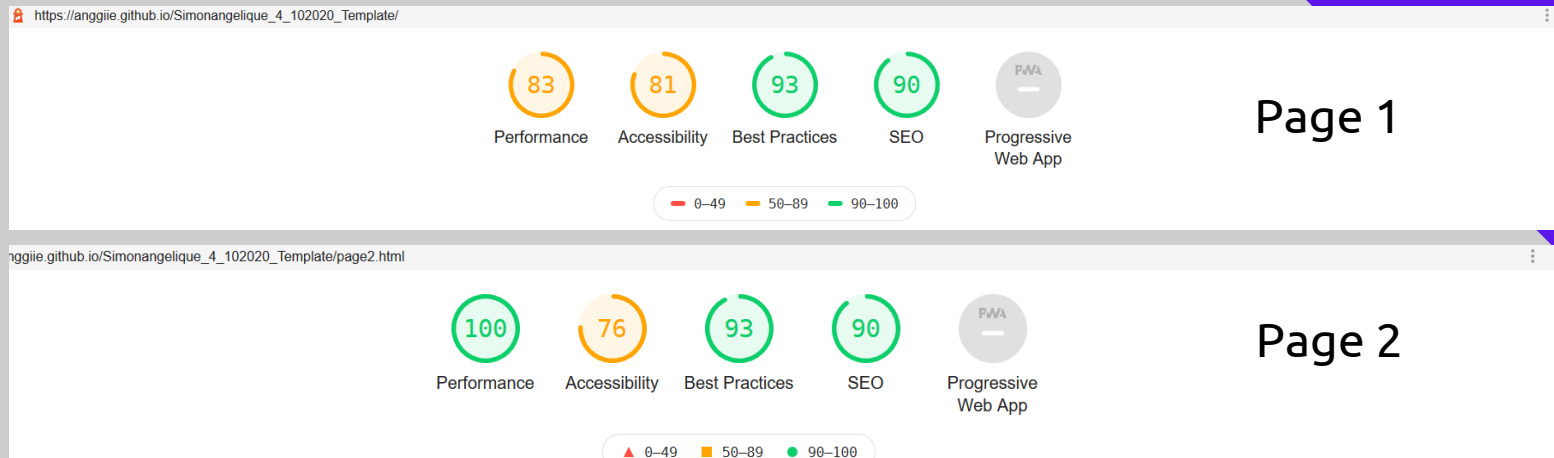 https://anggiie.github.io/Simonangelique_4_102020_Template/
83 81 93 90 PWA
Performance Accessibility Best Practices SEO Progressive
Web App
Page 1
0–49 50–89 90–100
nggiie.github.io/Simonangelique_4_102020_Template/page2.html
100 76 93 90 PWA
Performance Accessibility Best Practices SEO Progressive
Web App
Page 2
0–49 50–89 90–100